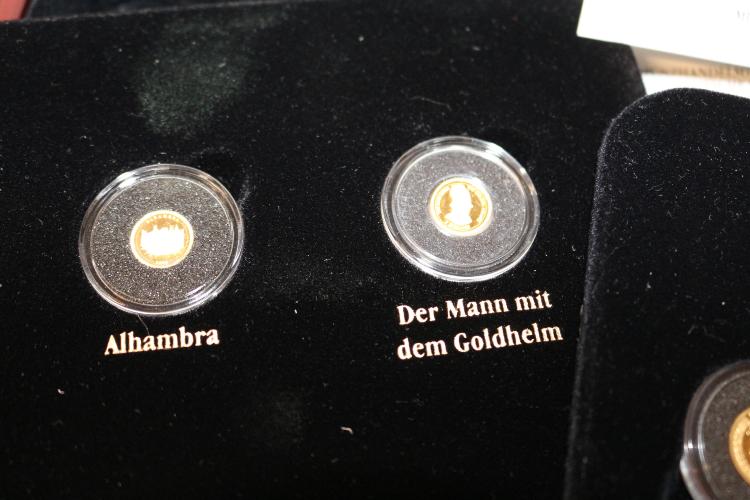 Alhambra
Der Mann mit
dem Goldhelm